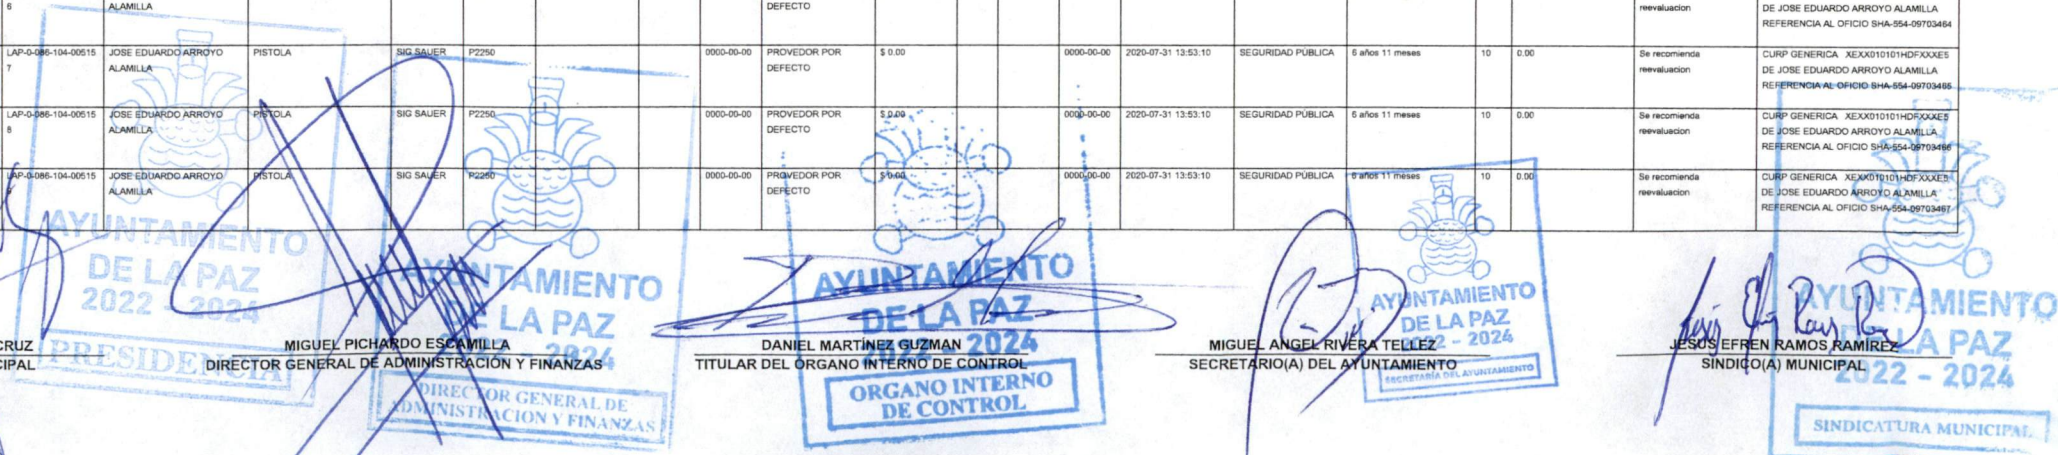 6 ALAMILLA DEFECTO reevaluacion DE JOSE EDUARDO ARROYO ALAMILLA
REFERENCIA AL OFICIO SHA-554-09703464
LAP-0-086-104-00515 JOSE EDUARDO ARROYO PISTOLA SIG SAUER P2250 0000-00-00 PROVEDOR POR $ 0.00 0000-00-00 2020-07-31 13:53:10 SEGURIDAD PÚBLICA 6 años 11 meses 10 0.00 Se recomienda CURP GENERICA XEXX010101HDFXXXE5
7 ALAMILLA DEFECTO reevaluacion DE JOSE EDUARDO ARROYO ALAMILLA
REFERENCIA AL OFICIO SHA-554-09703465
LAP-0-086-104-00515 JOSE EDUARDO ARROYO PISTOLA SIG SAUER P2250 0000-00-00 PROVEDOR POR $ 0.00 0000-00-00 2020-07-31 13:53:10 SEGURIDAD PÚBLICA 6 años 11 meses 10 0.00 Se recomienda CURP GENERICA XEXX010101HDFXXXE5
8 ALAMILLA DEFECTO reevaluacion DE JOSE EDUARDO ARROYO ALAMILLA
REFERENCIA AL OFICIO SHA-554-09703466
LAP-0-086-104-00515 JOSE EDUARDO ARROYO PISTOLA SIG SAUER P2250 0000-00-00 PROVEDOR POR $ 0.00 0000-00-00 2020-07-31 13:53:10 SEGURIDAD PÚBLICA 6 años 11 meses 10 0.00 Se recomienda CURP GENERICA XEXX010101HDFXXXE5
ALAMILLA DEFECTO reevaluacion DE JOSE EDUARDO ARROYO ALAMILLA
REFERENCIA AL OFICIO SHA-554-09703467
AYUNTAMIENTO
DE LA PAZ
2022 - 2024
PRESIDENCIA
CRUZ
CIPAL
AYUNTAMIENTO
DE LA PAZ
2024
DIRECTOR GENERAL DE
ADMINISTRACION Y FINANZAS
MIGUEL PICHARDO ESCAMILLA
DIRECTOR GENERAL DE ADMINISTRACIÓN Y FINANZAS
AYUNTAMIENTO
DE LA PAZ
2022 - 2024
ORGANO INTERNO
DE CONTROL
DANIEL MARTÍNEZ GUZMAN
TITULAR DEL ÓRGANO INTERNO DE CONTROL
AYUNTAMIENTO
DE LA PAZ
2022 - 2024
SECRETARÍA DEL AYUNTAMIENTO
MIGUEL ANGEL RIVERA TELLEZ
SECRETARIO(A) DEL AYUNTAMIENTO
AYUNTAMIENTO
DE LA PAZ
2022 - 2024
SINDICATURA MUNICIPAL
JESÚS EFREN RAMOS RAMÍREZ
SINDICO(A) MUNICIPAL